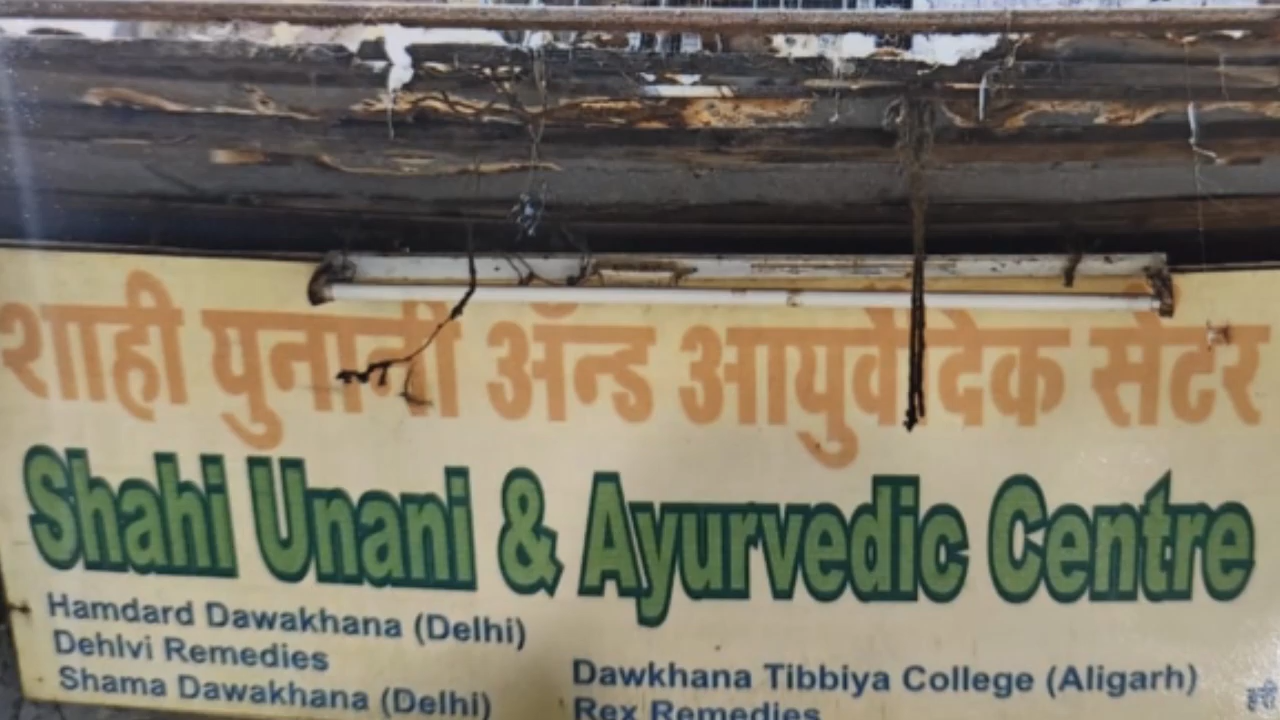 शाही युनानी अॅन्ड आयुर्वेदिक सेंटर
Shahi Unani & Ayurvedic Centre
Hamdard Dawakhana (Delhi)
Dehlvi Remedies
Shama Dawakhana (Delhi)
Dawkhana Tibbiya College (Aligarh)
Rex Remedies